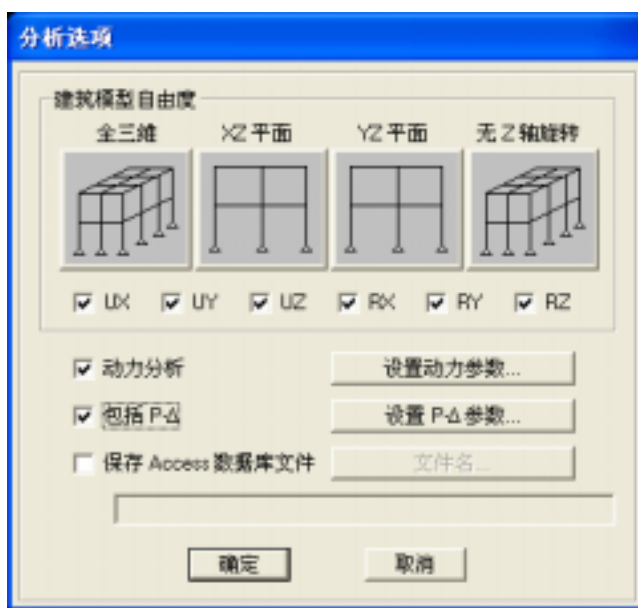 分析选项
建筑模型自由度
全三维 XZ 平面 YZ 平面 无 Z 轴旋转
UX UY UZ RX RY RZ
动力分析 设置动力参数...
包括 P-Δ 设置 P-Δ 参数...
保存 Access 数据库文件 文件名...
确定 取消